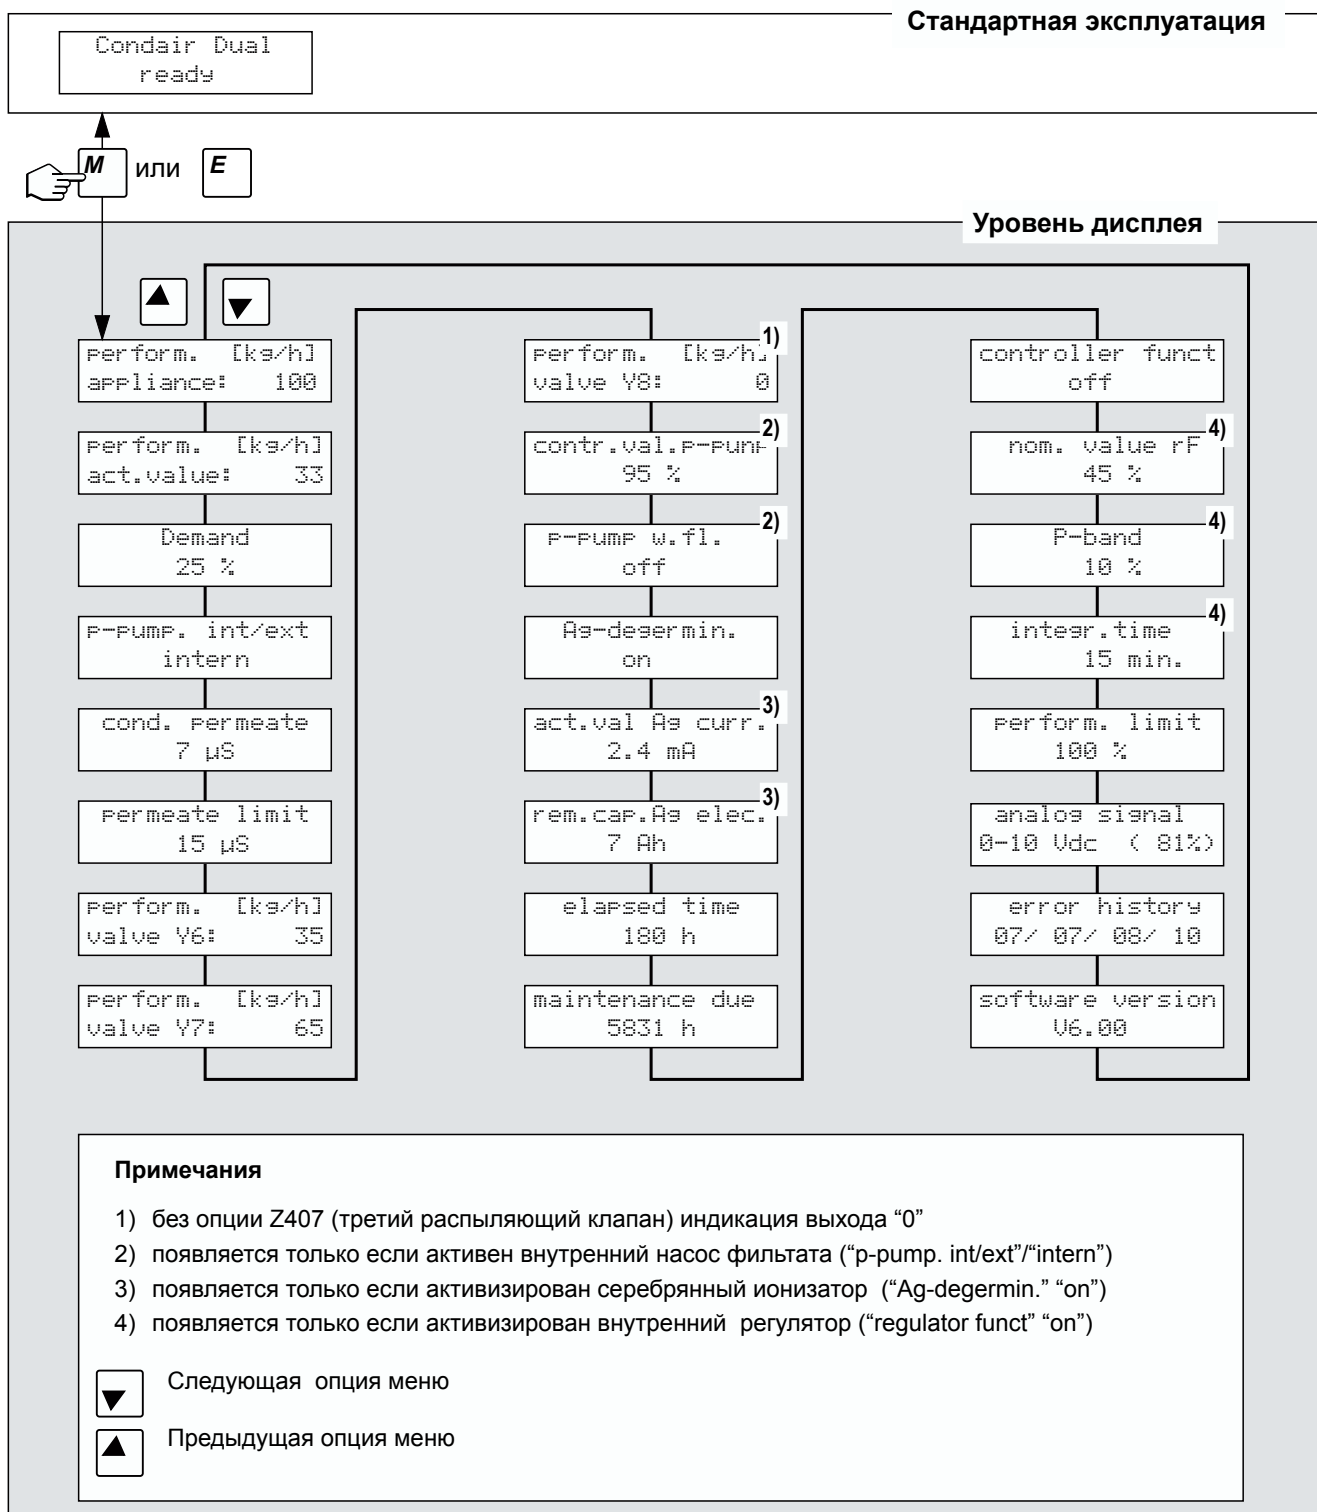 Стандартная эксплуатация
Condair Dual
ready
M или E
Уровень дисплея
perform. [kg/h]
appliance: 100
perform. [kg/h]
act.value: 33
Demand
25 %
p-pump. int/ext
intern
cond. permeate
7 µS
permeate limit
15 µS
perform. [kg/h]
valve Y6: 35
perform. [kg/h]
valve Y7: 65
1)
perform. [kg/h]
valve Y8: 0
2)
contr.val.p-pump
95 %
2)
p-pump w.fl.
off
Ag-degermin.
on
3)
act.val Ag curr.
2.4 mA
3)
rem.cap.Ag elec.
7 Ah
elapsed time
180 h
maintenance due
5831 h
controller funct
off
4)
nom. value rF
45 %
4)
P-band
10 %
4)
integr.time
15 min.
perform. limit
100 %
analog signal
0-10 Vdc ( 81%)
error history
07/ 07/ 08/ 10
software version
V6.00
Примечания
1) без опции Z407 (третий распыляющий клапан) индикация выхода “0”
2) появляется только если активен внутренний насос фильтата (“p-pump. int/ext”/“intern”)
3) появляется только если активизирован серебрянный ионизатор (“Ag-degermin.” “on”)
4) появляется только если активизирован внутренний регулятор (“regulator funct” “on”)
Следующая опция меню
Предыдущая опция меню